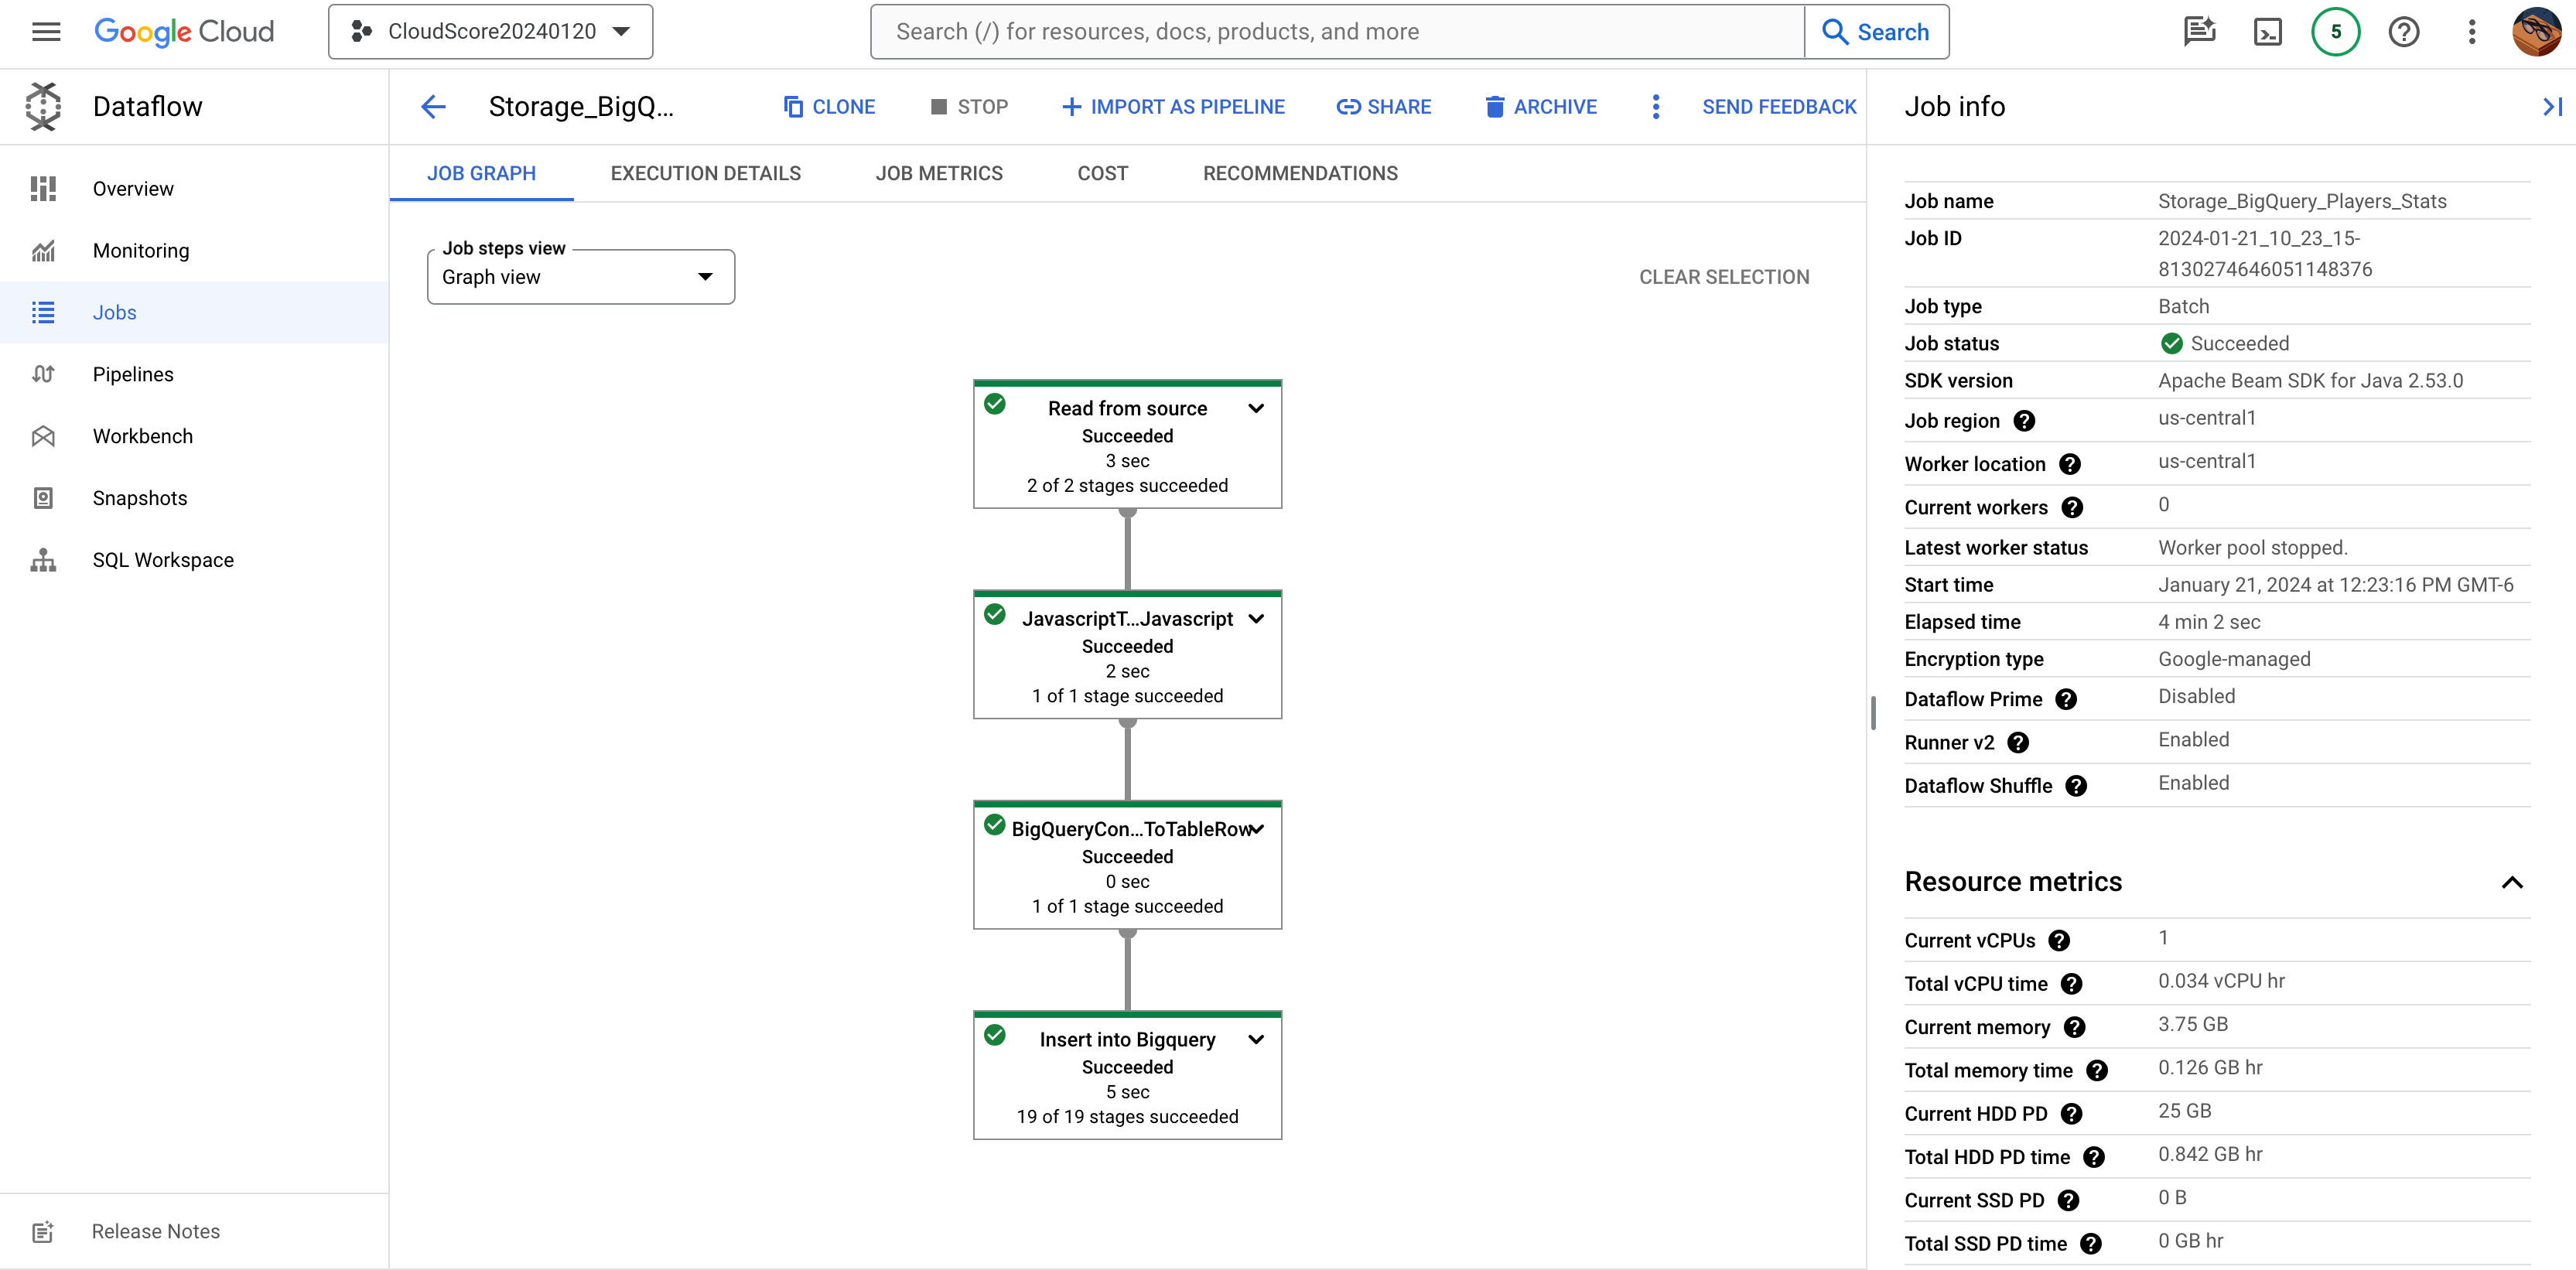 Google Cloud
CloudScore20240120
Search (/) for resources, docs, products, and more
Search
5
Dataflow
Storage_BigQ...
CLONE
STOP
IMPORT AS PIPELINE
SHARE
ARCHIVE
SEND FEEDBACK
Job info
Overview
Monitoring
Jobs
Pipelines
Workbench
Snapshots
SQL Workspace
Release Notes
JOB GRAPH
EXECUTION DETAILS
JOB METRICS
COST
RECOMMENDATIONS
Job steps view
Graph view
CLEAR SELECTION
Read from source
Succeeded
3 sec
2 of 2 stages succeeded
JavascriptT...Javascript
Succeeded
2 sec
1 of 1 stage succeeded
BigQueryCon...ToTableRow
Succeeded
0 sec
1 of 1 stage succeeded
Insert into Bigquery
Succeeded
5 sec
19 of 19 stages succeeded
Job name Storage_BigQuery_Players_Stats
Job ID 2024-01-21_10_23_15-
8130274646051148376
Job type Batch
Job status Succeeded
SDK version Apache Beam SDK for Java 2.53.0
Job region us-central1
Worker location us-central1
Current workers 0
Latest worker status Worker pool stopped.
Start time January 21, 2024 at 12:23:16 PM GMT-6
Elapsed time 4 min 2 sec
Encryption type Google-managed
Dataflow Prime Disabled
Runner v2 Enabled
Dataflow Shuffle Enabled
Resource metrics
Current vCPUs 1
Total vCPU time 0.034 vCPU hr
Current memory 3.75 GB
Total memory time 0.126 GB hr
Current HDD PD 25 GB
Total HDD PD time 0.842 GB hr
Current SSD PD 0 B
Total SSD PD time 0 GB hr